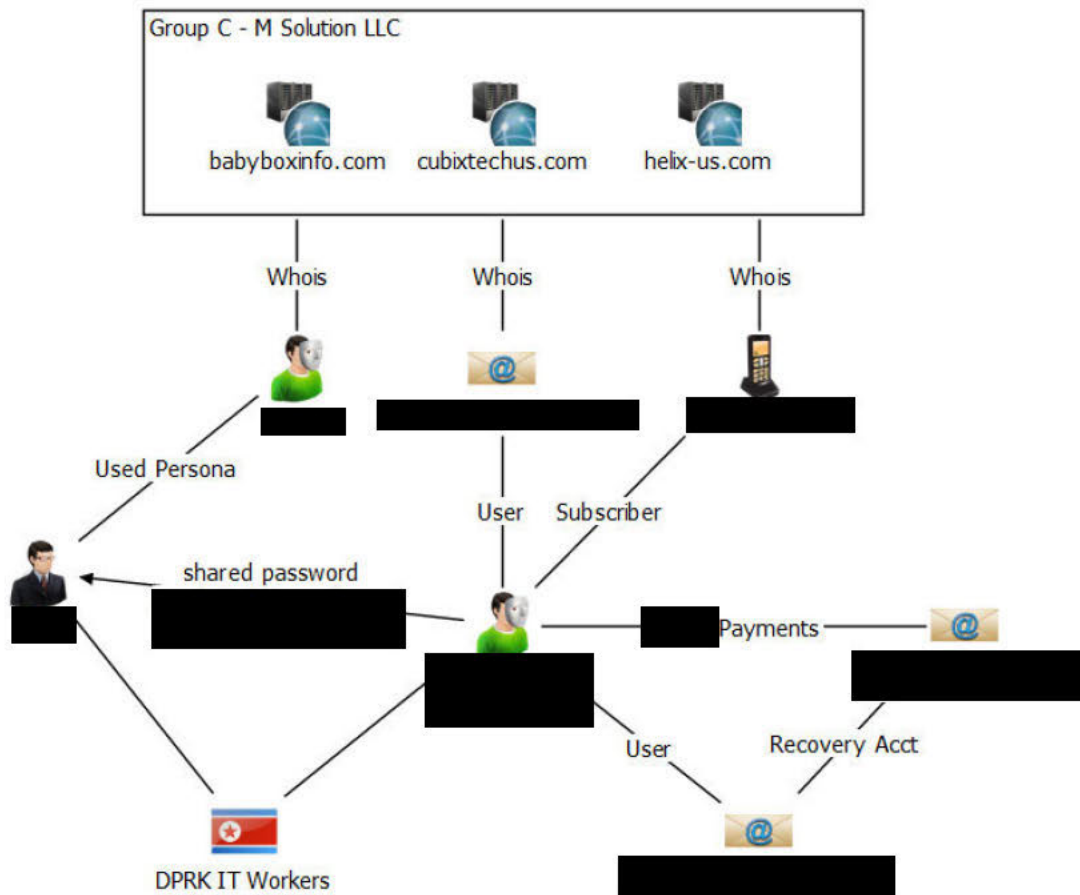 Group C - M Solution LLC
babyboxinfo.com
cubixtechus.com
helix-us.com
Whois
Whois
Whois
Used Persona
User
Subscriber
shared password
Payments
User
Recovery Acct
DPRK IT Workers